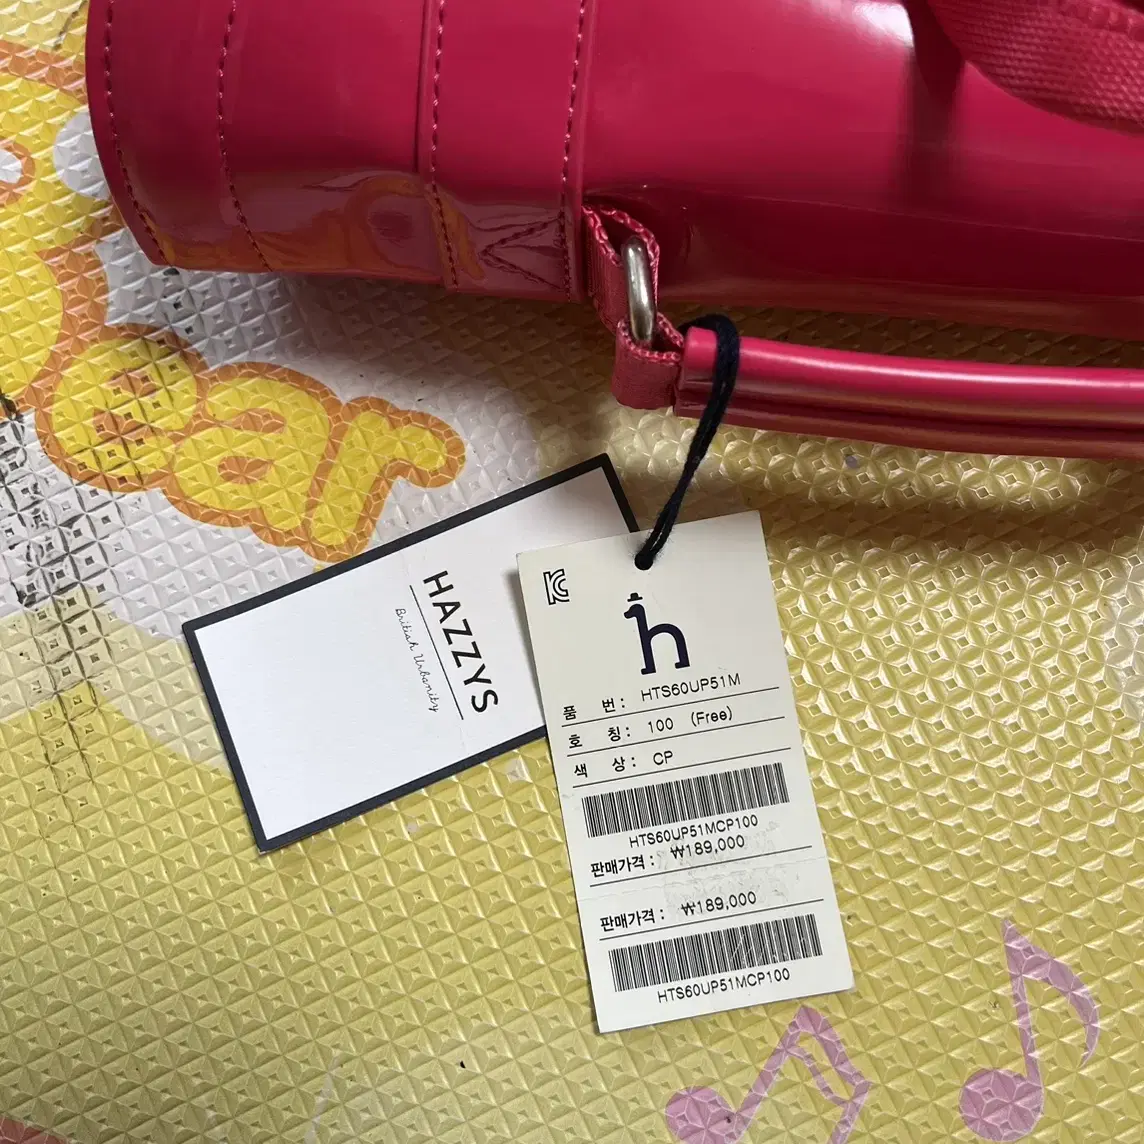 ear
HAZZYS
British Urbanity
h
품 번: HTS60UP51M
호 칭: 100 (Free)
색 상: CP
HTS60UP51MCP100
판매가격: ₩189,000
판매가격: ₩189,000
HTS60UP51MCP100